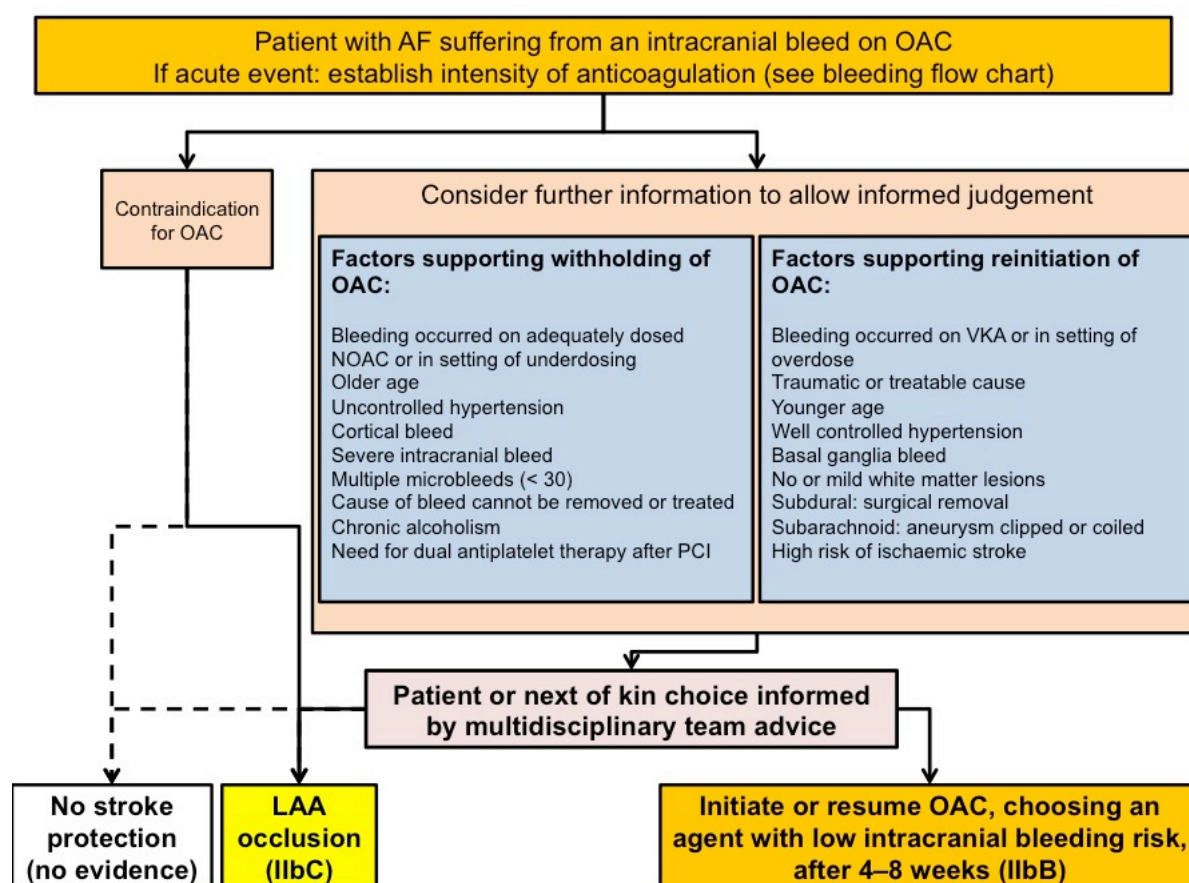 Patient with AF suffering from an intracranial bleed on OAC
If acute event: establish intensity of anticoagulation (see bleeding flow chart)
Contraindication
for OAC
Consider further information to allow informed judgement
Factors supporting withholding of
OAC:
Bleeding occurred on adequately dosed
NOAC or in setting of underdosing
Older age
Uncontrolled hypertension
Cortical bleed
Severe intracranial bleed
Multiple microbleeds (< 30)
Cause of bleed cannot be removed or treated
Chronic alcoholism
Need for dual antiplatelet therapy after PCI
Factors supporting reinitiation of
OAC:
Bleeding occurred on VKA or in setting of
overdose
Traumatic or treatable cause
Younger age
Well controlled hypertension
Basal ganglia bleed
No or mild white matter lesions
Subdural: surgical removal
Subarachnoid: aneurysm clipped or coiled
High risk of ischaemic stroke
Patient or next of kin choice informed
by multidisciplinary team advice
No stroke
protection
(no evidence)
LAA
occlusion
(IIbC)
Initiate or resume OAC, choosing an
agent with low intracranial bleeding risk,
after 4–8 weeks (IIbB)